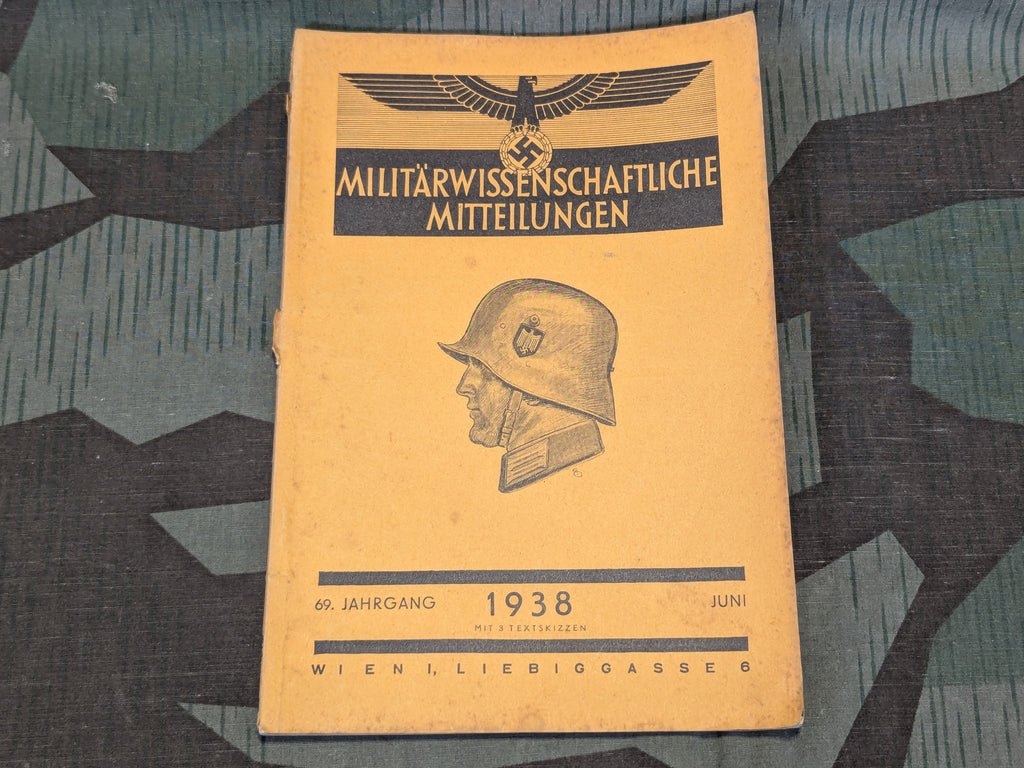 MILITÄRWISSENSCHAFTLICHE
MITTEILUNGEN
69. JAHRGANG 1938 JUNI
MIT 3 TEXTSKIZZEN
WIEN I, LIEBIGGASSE 6